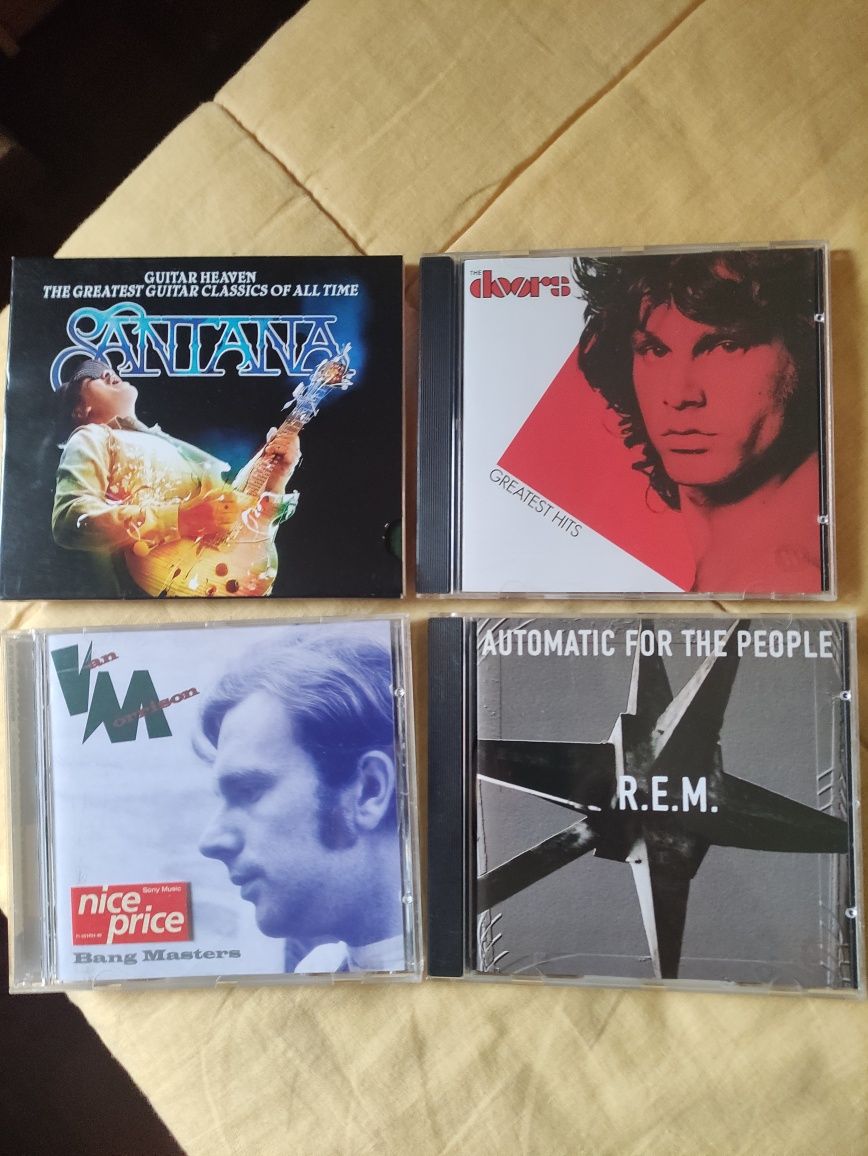 GUITAR HEAVEN
THE GREATEST GUITAR CLASSICS OF ALL TIME
SANTANA
THE
doors
GREATEST HITS
Van
Morrison
Sony Music
nice
price
Bang Masters
AUTOMATIC FOR THE PEOPLE
R.E.M.